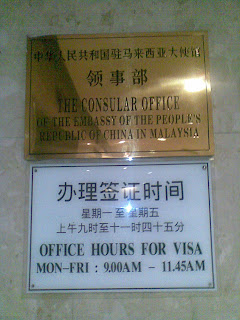 中华人民共和国驻马来西亚大使馆
领事部
THE CONSULAR OFFICE
OF THE EMBASSY OF THE PEOPLE'S
REPUBLIC OF CHINA IN MALAYSIA
办理签证时间
星期一至星期五
上午九时至十一时四十五分
OFFICE HOURS FOR VISA
MON-FRI : 9.00AM - 11.45AM